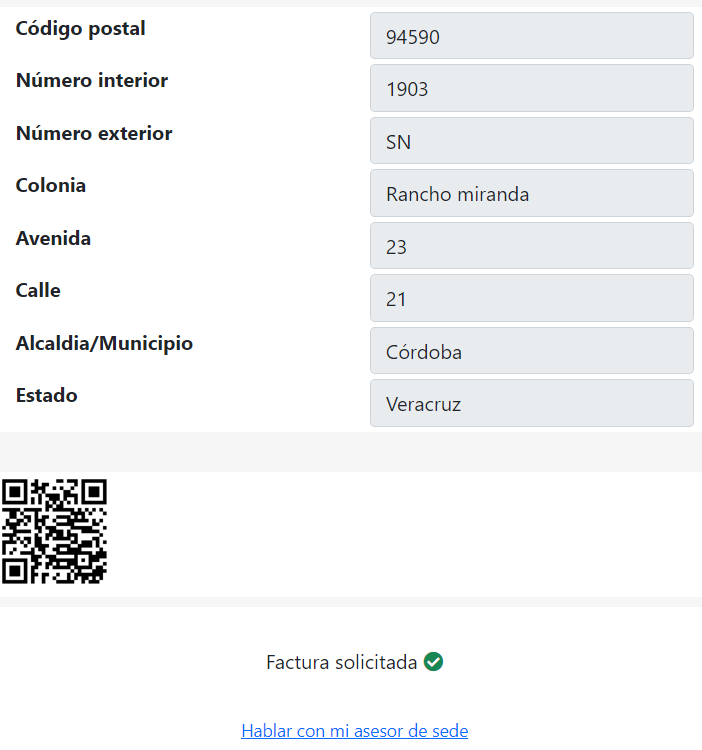 Código postal 94590
Número interior 1903
Número exterior SN
Colonia Rancho miranda
Avenida 23
Calle 21
Alcaldia/Municipio Córdoba
Estado Veracruz
Factura solicitada
Hablar con mi asesor de sede